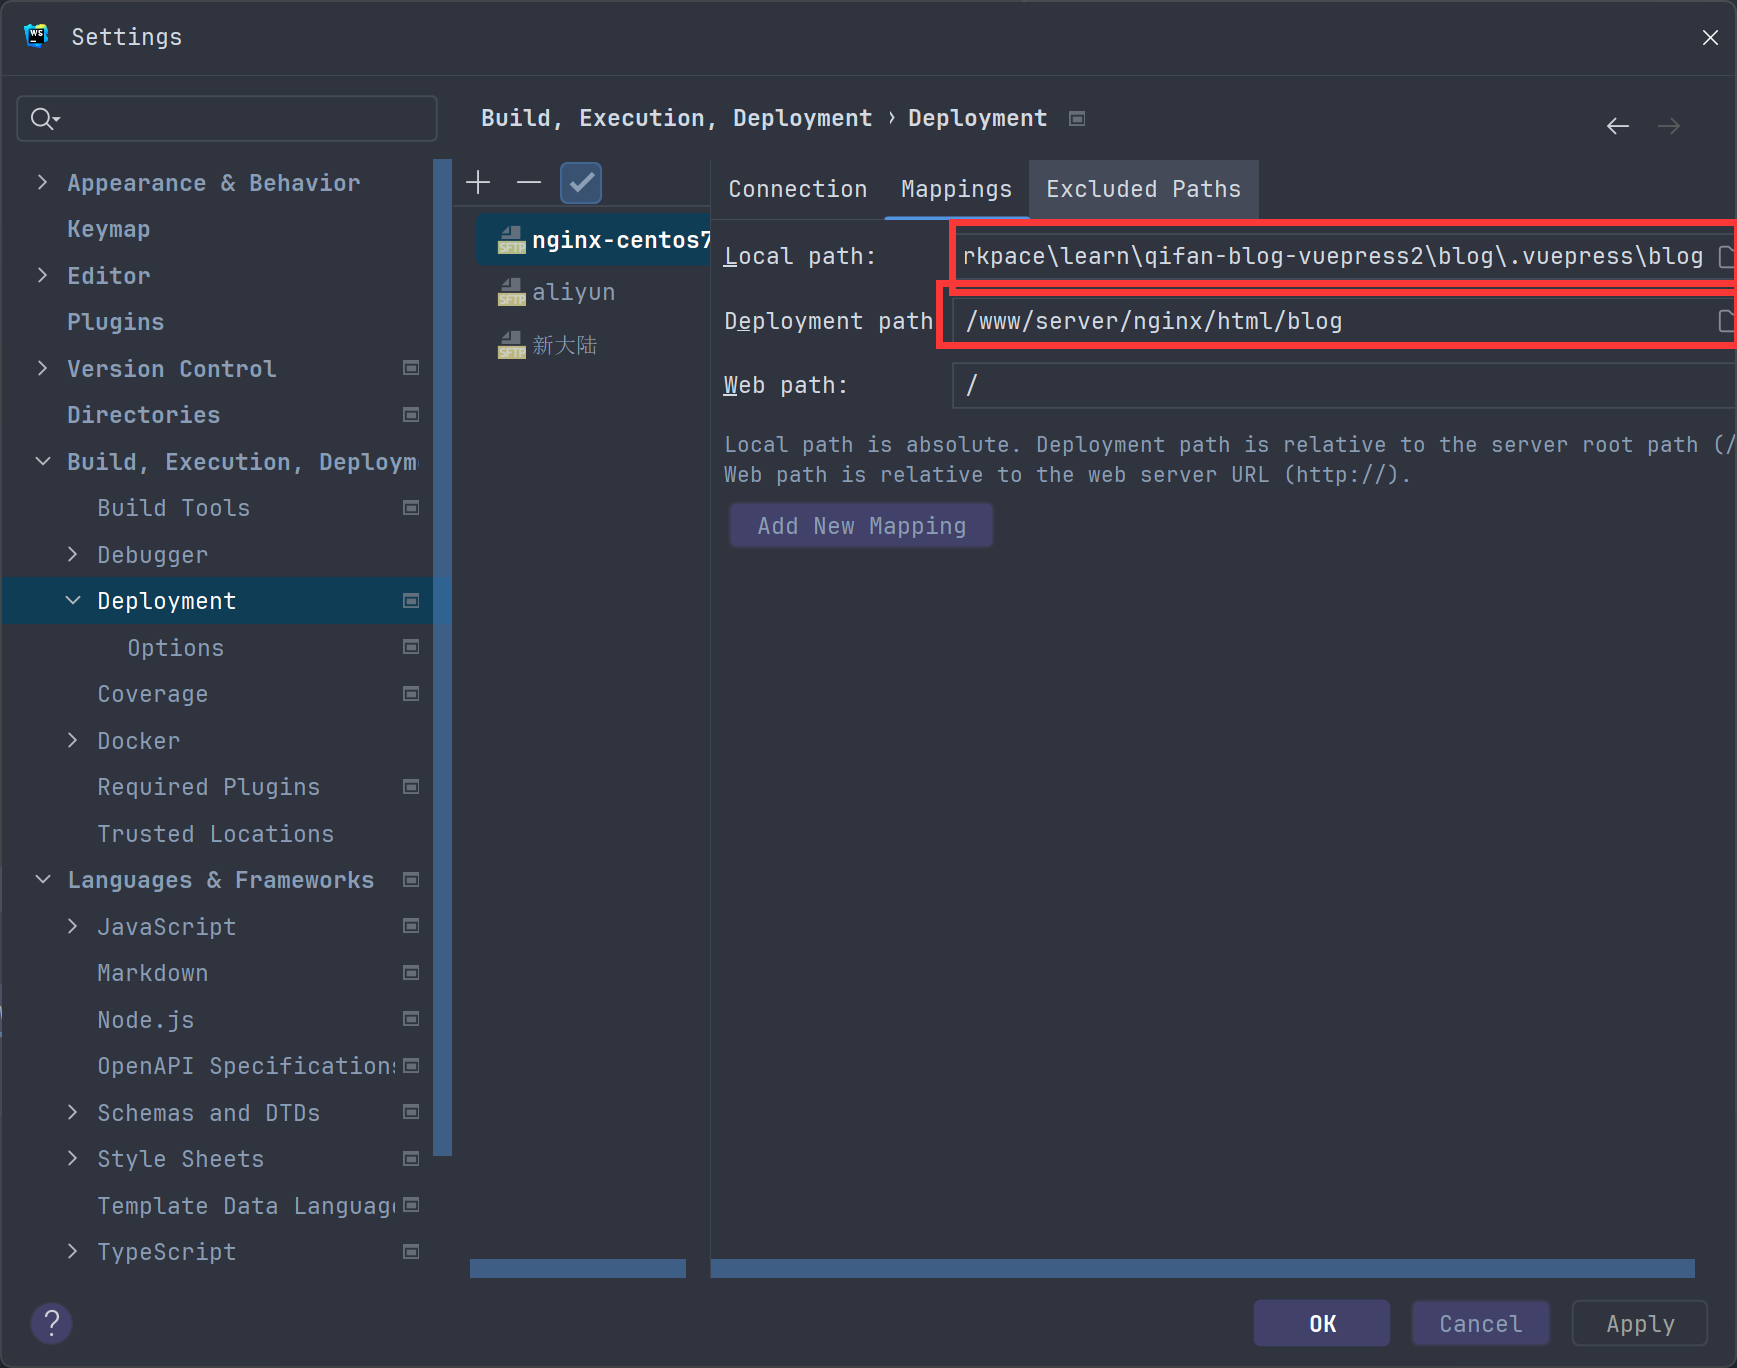 Settings
Build, Execution, Deployment › Deployment
Appearance & Behavior
Keymap
Editor
Plugins
Version Control
Directories
Build, Execution, Deploym
Build Tools
Debugger
Deployment
Options
Coverage
Docker
Required Plugins
Trusted Locations
Languages & Frameworks
JavaScript
Markdown
Node.js
OpenAPI Specifications
Schemas and DTDs
Style Sheets
Template Data Language
TypeScript
SFTP nginx-centos7
SFTP aliyun
SFTP 新大陆
Connection Mappings Excluded Paths
Local path: rkpace\learn\qifan-blog-vuepress2\blog\.vuepress\blog
Deployment path /www/server/nginx/html/blog
Web path: /
Local path is absolute. Deployment path is relative to the server root path (/
Web path is relative to the web server URL (http://).
Add New Mapping
? OK Cancel Apply